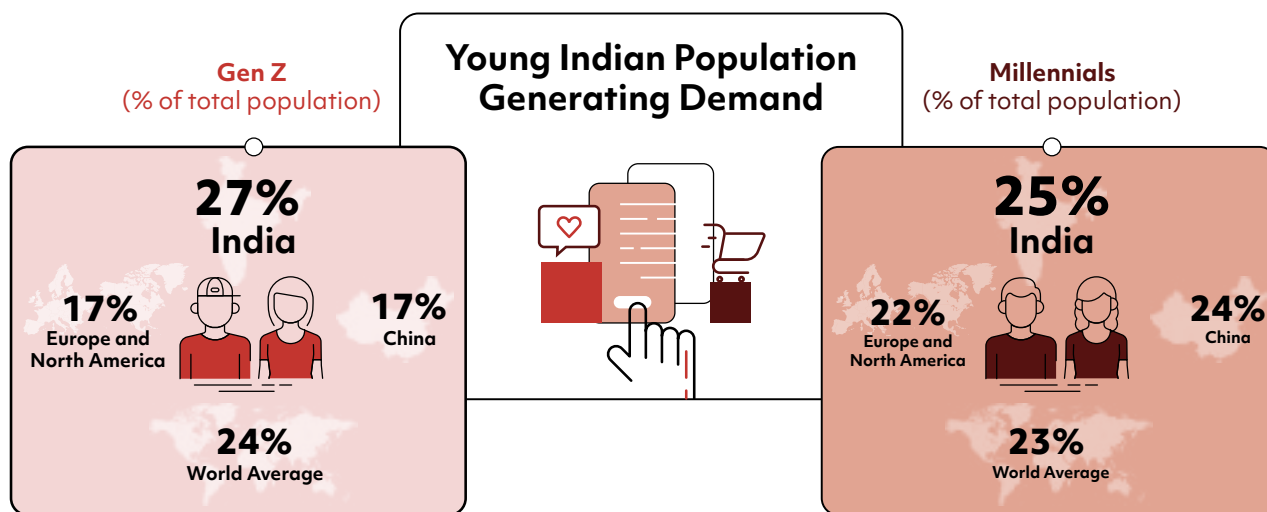 Young Indian Population
Generating Demand
Gen Z
(% of total population)
27%
India
17%
Europe and
North America
17%
China
24%
World Average
Millennials
(% of total population)
25%
India
22%
Europe and
North America
24%
China
23%
World Average